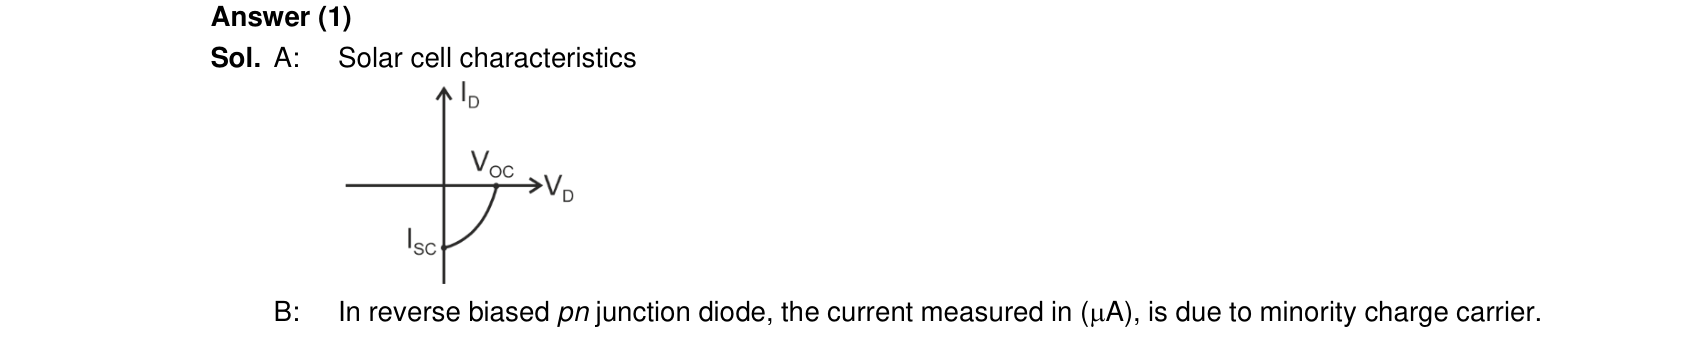 Answer (1)
Sol. A: Solar cell characteristics
I_D
V_OC
V_D
I_SC
B: In reverse biased pn junction diode, the current measured in (μA), is due to minority charge carrier.